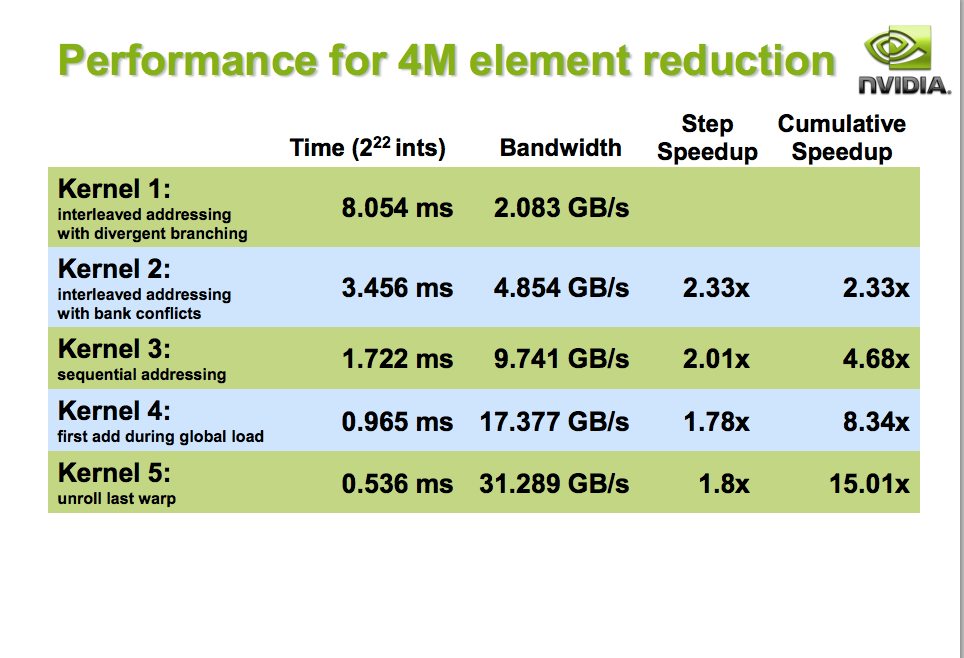 Performance for 4M element reduction
NVIDIA.
Time (2²² ints) Bandwidth Step Speedup Cumulative Speedup
Kernel 1:
interleaved addressing
with divergent branching
8.054 ms 2.083 GB/s
Kernel 2:
interleaved addressing
with bank conflicts
3.456 ms 4.854 GB/s 2.33x 2.33x
Kernel 3:
sequential addressing
1.722 ms 9.741 GB/s 2.01x 4.68x
Kernel 4:
first add during global load
0.965 ms 17.377 GB/s 1.78x 8.34x
Kernel 5:
unroll last warp
0.536 ms 31.289 GB/s 1.8x 15.01x